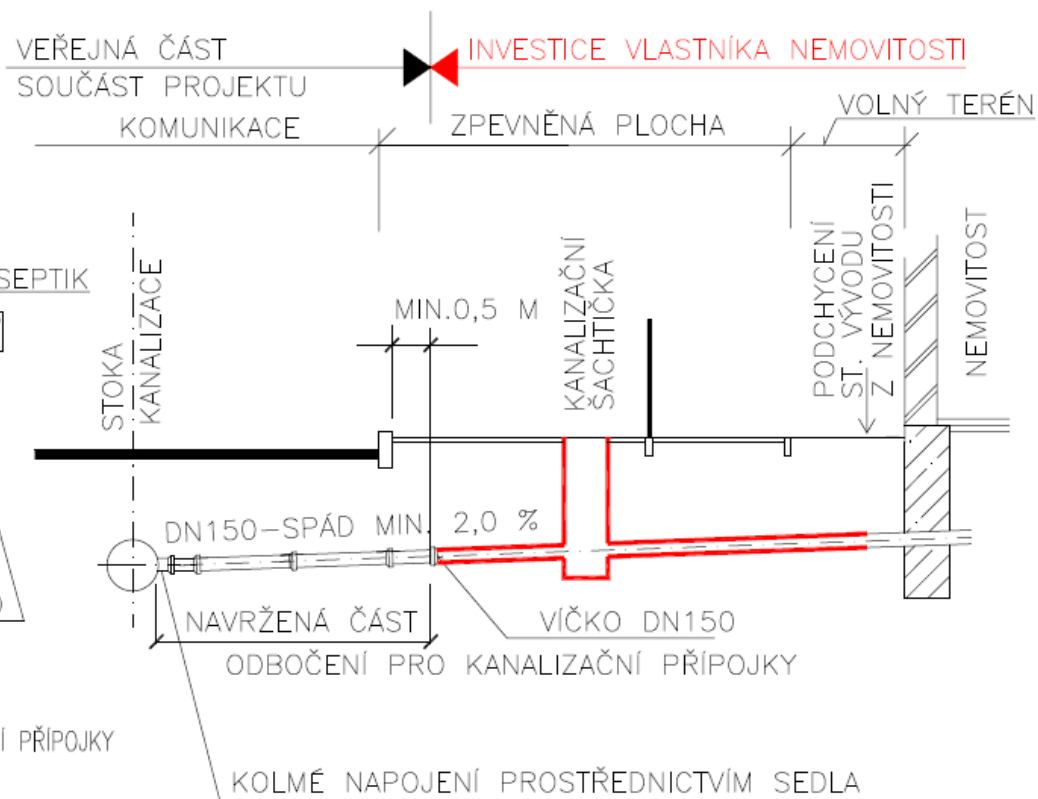 VEŘEJNÁ ČÁST
SOUČÁST PROJEKTU
INVESTICE VLASTNÍKA NEMOVITOSTI
KOMUNIKACE
ZPEVNĚNÁ PLOCHA
VOLNÝ TERÉN
SEPTIK
STOKA
KANALIZACE
MIN.0,5 M
KANALIZAČNÍ
ŠACHTIČKA
PODCHYCENÍ
ST. VÝVODU
Z NEMOVITOSTI
NEMOVITOST
DN150-SPÁD MIN. 2,0 %
NAVRŽENÁ ČÁST
VÍČKO DN150
ODBOČENÍ PRO KANALIZAČNÍ PŘÍPOJKY
Í PŘÍPOJKY
KOLMÉ NAPOJENÍ PROSTŘEDNICTVÍM SEDLA